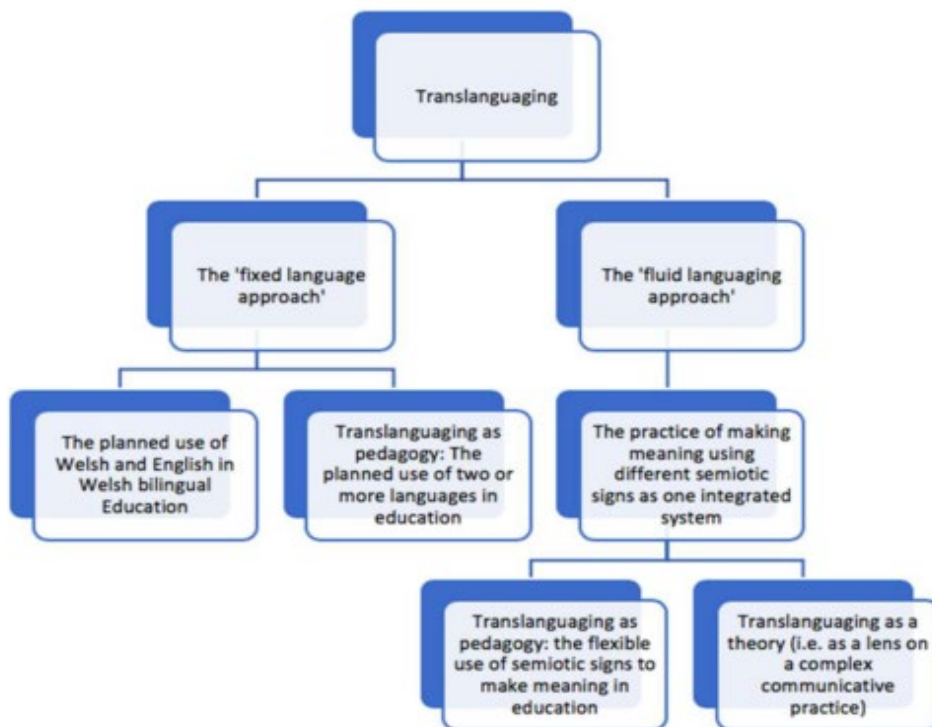 Translanguaging
The 'fixed language
approach'
The 'fluid languaging
approach'
The planned use of
Welsh and English in
Welsh bilingual
Education
Translanguaging as
pedagogy: The
planned use of two or
more languages in
education
The practice of making
meaning using
different semiotic
signs as one integrated
system
Translanguaging as
pedagogy: the flexible
use of semiotic signs to
make meaning in
education
Translanguaging as a
theory (i.e. as a lens on
a complex
communicative
practice)